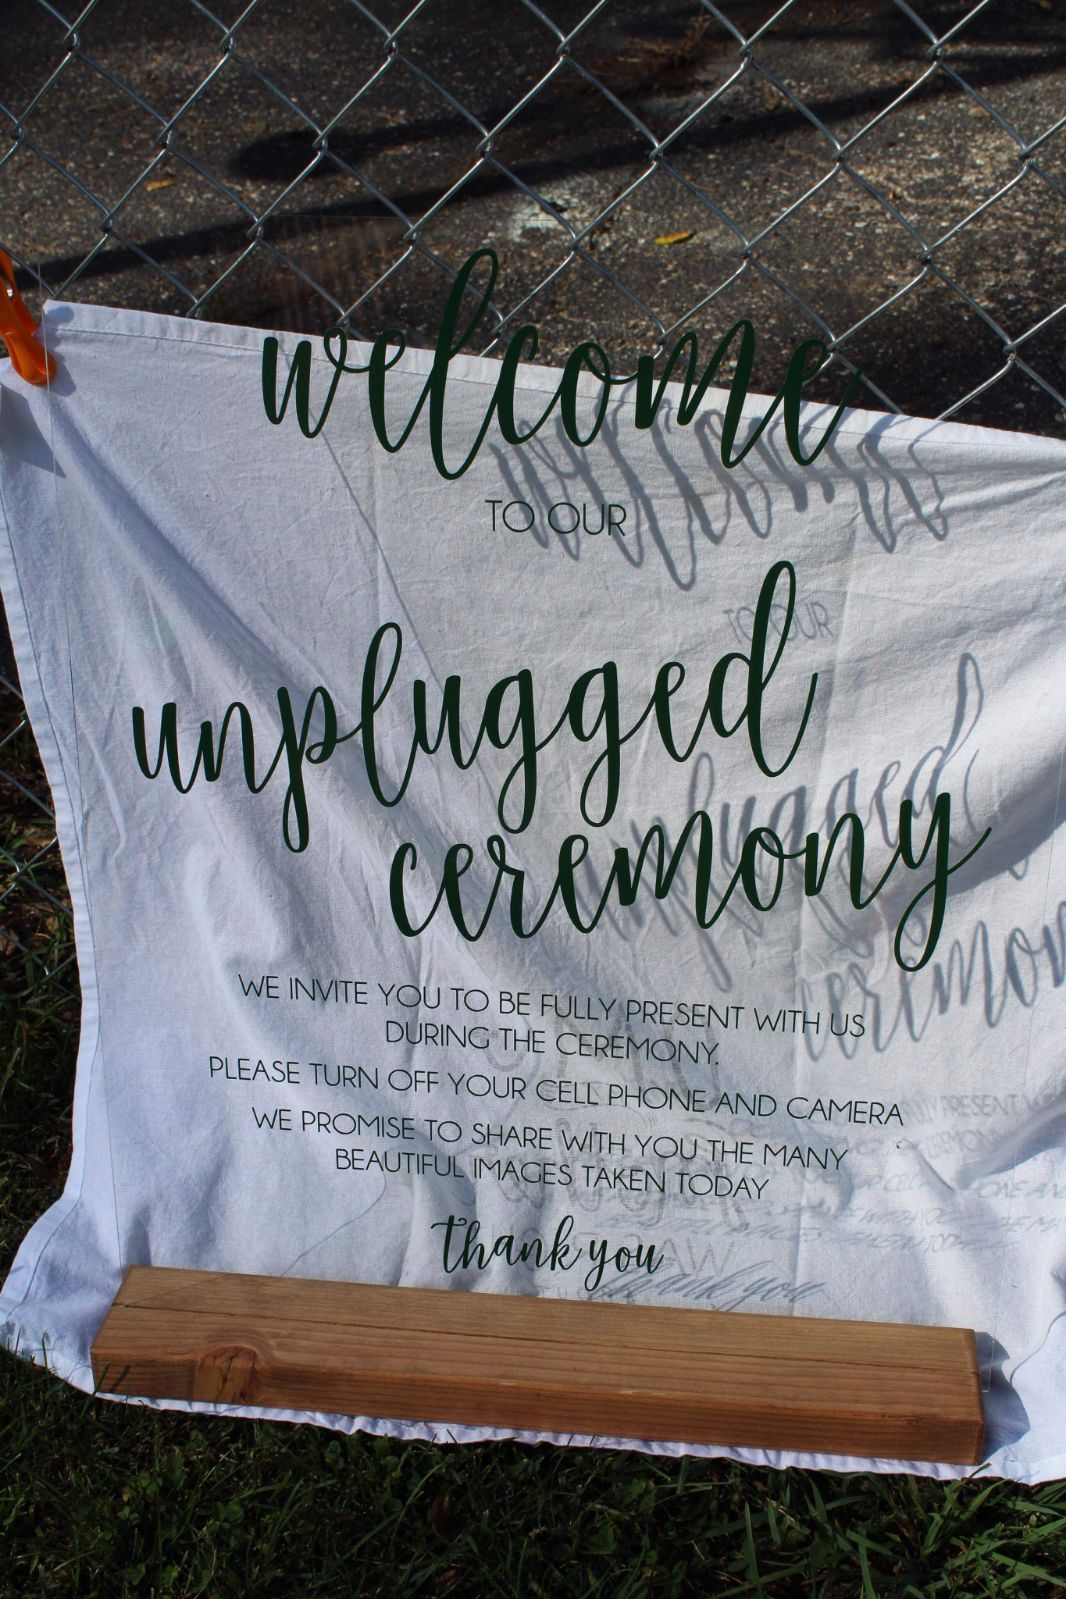 welcome
TO OUR
unplugged
ceremony
WE INVITE YOU TO BE FULLY PRESENT WITH US
DURING THE CEREMONY.
PLEASE TURN OFF YOUR CELL PHONE AND CAMERA
WE PROMISE TO SHARE WITH YOU THE MANY
BEAUTIFUL IMAGES TAKEN TODAY
thank you